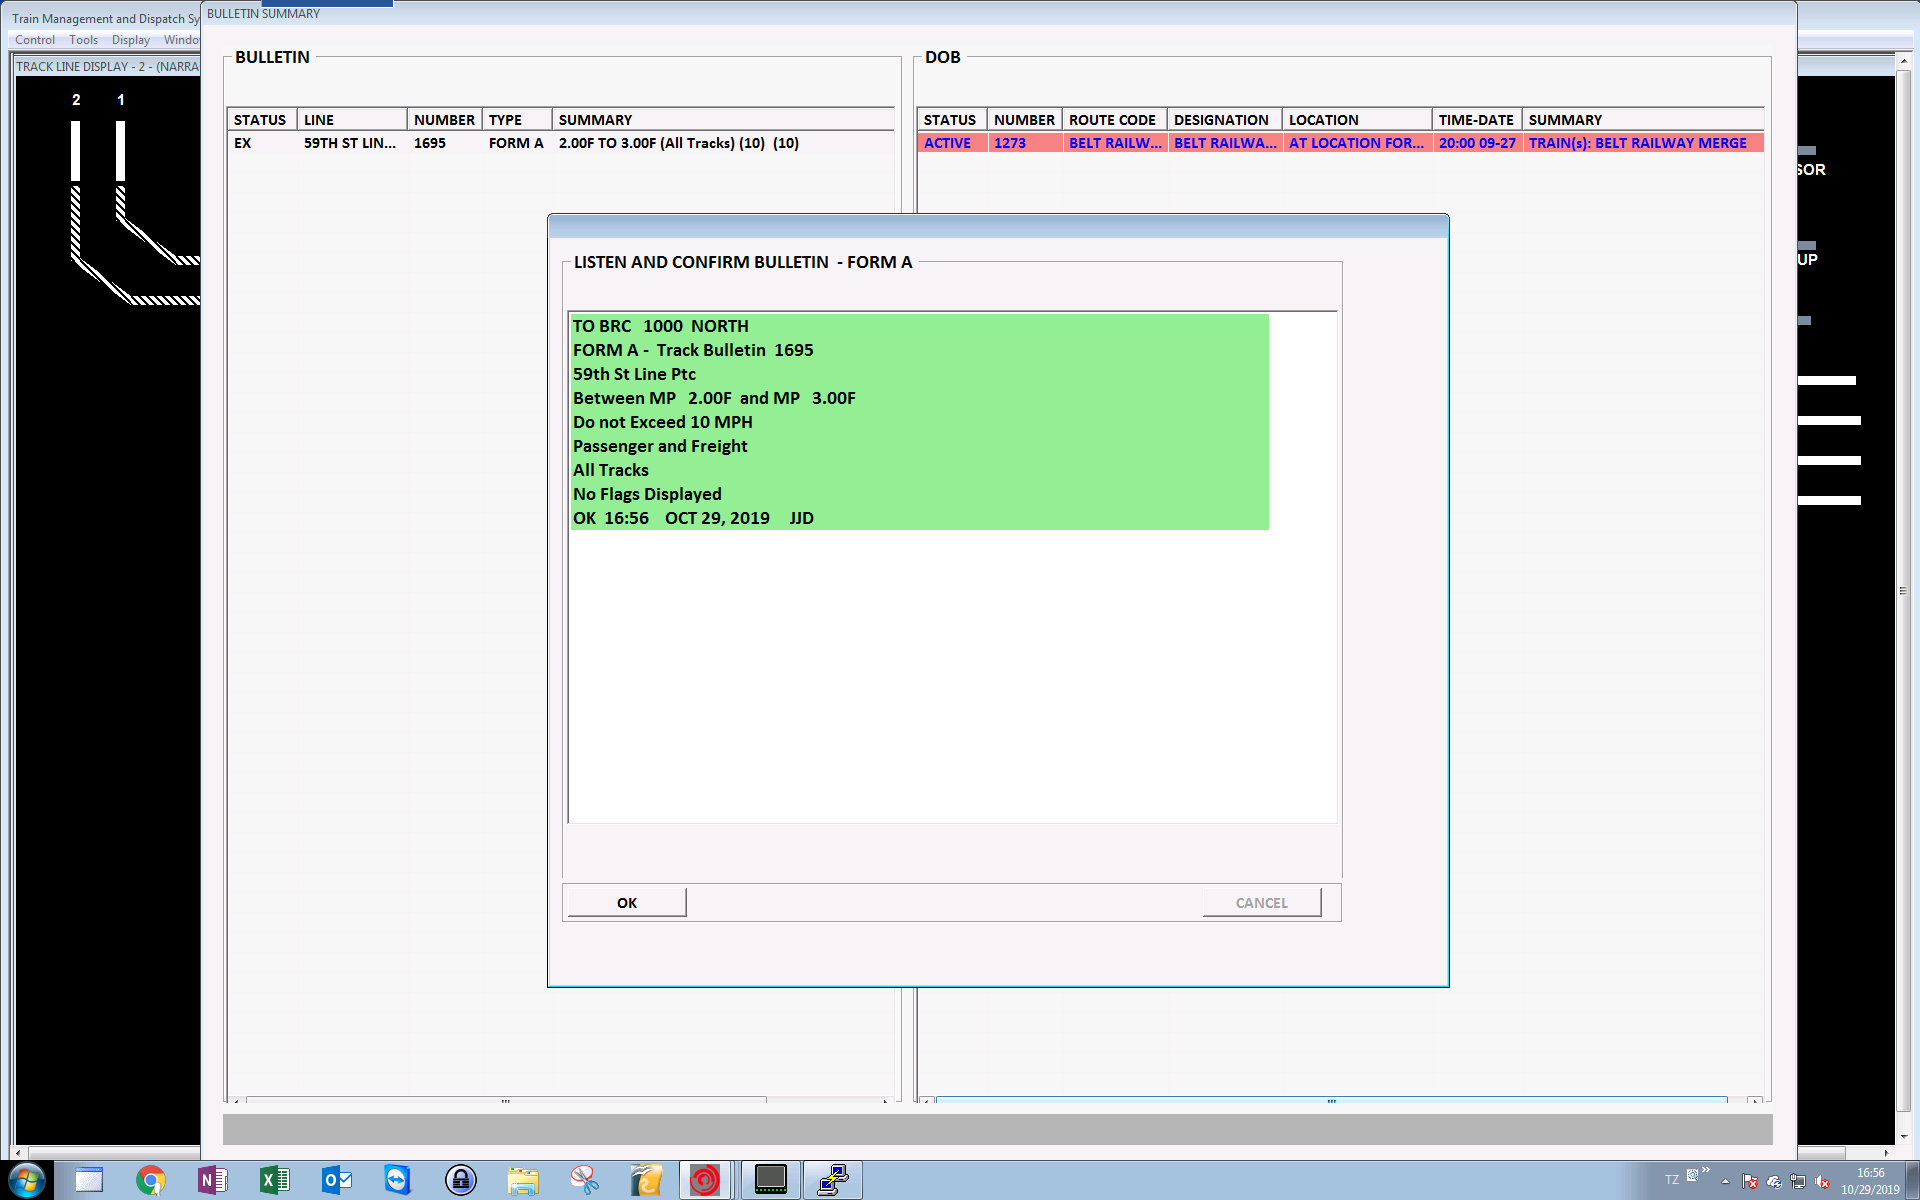 BULLETIN SUMMARY
Train Management and Dispatch Sy
Control Tools Display Windo
TRACK LINE DISPLAY - 2 - (NARRA
2 1
BULLETIN
STATUS LINE NUMBER TYPE SUMMARY
EX 59TH ST LIN... 1695 FORM A 2.00F TO 3.00F (All Tracks) (10) (10)
DOB
STATUS NUMBER ROUTE CODE DESIGNATION LOCATION TIME-DATE SUMMARY
ACTIVE 1273 BELT RAILW... BELT RAILWA... AT LOCATION FOR... 20:00 09-27 TRAIN(s): BELT RAILWAY MERGE
SOR
UP
LISTEN AND CONFIRM BULLETIN - FORM A
TO BRC 1000 NORTH
FORM A - Track Bulletin 1695
59th St Line Ptc
Between MP 2.00F and MP 3.00F
Do not Exceed 10 MPH
Passenger and Freight
All Tracks
No Flags Displayed
OK 16:56 OCT 29, 2019 JJD
OK CANCEL
TZ
16:56
10/29/2019